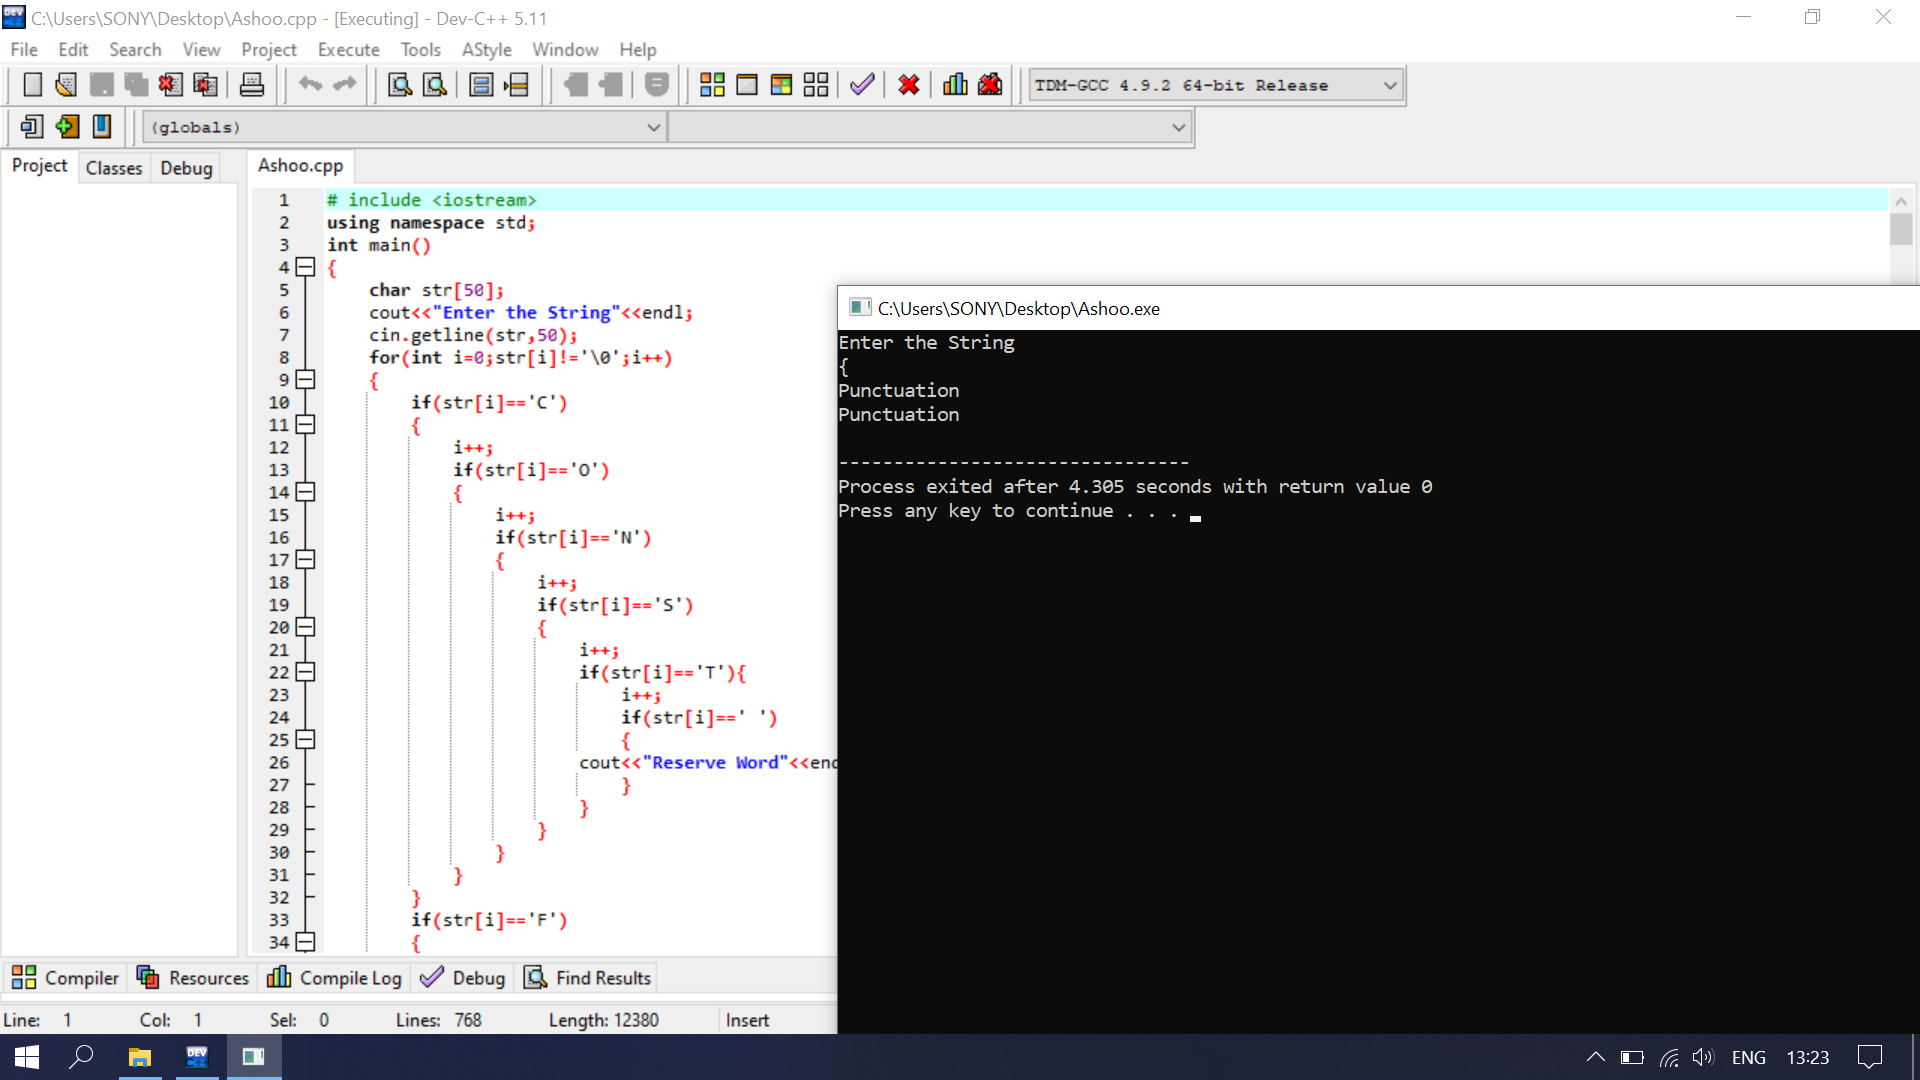 C:\Users\SONY\Desktop\Ashoo.cpp - [Executing] - Dev-C++ 5.11
File Edit Search View Project Execute Tools AStyle Window Help
TDM-GCC 4.9.2 64-bit Release
(globals)
Project Classes Debug
Ashoo.cpp
1 # include <iostream>
2 using namespace std;
3 int main()
4 {
5 char str[50];
6 cout<<"Enter the String"<<endl;
7 cin.getline(str,50);
8 for(int i=0;str[i]!='\0';i++)
9 {
10 if(str[i]=='C')
11 {
12 i++;
13 if(str[i]=='O')
14 {
15 i++;
16 if(str[i]=='N')
17 {
18 i++;
19 if(str[i]=='S')
20 {
21 i++;
22 if(str[i]=='T'){
23 i++;
24 if(str[i]==' ')
25 {
26 cout<<"Reserve Word"<<end
27 }
28 }
29 }
30 }
31 }
32 }
33 if(str[i]=='F')
34 {
C:\Users\SONY\Desktop\Ashoo.exe
Enter the String
{
Punctuation
Punctuation
--------------------------------
Process exited after 4.305 seconds with return value 0
Press any key to continue . . .
Compiler Resources Compile Log Debug Find Results
Line: 1 Col: 1 Sel: 0 Lines: 768 Length: 12380 Insert
DEV
ENG 13:23